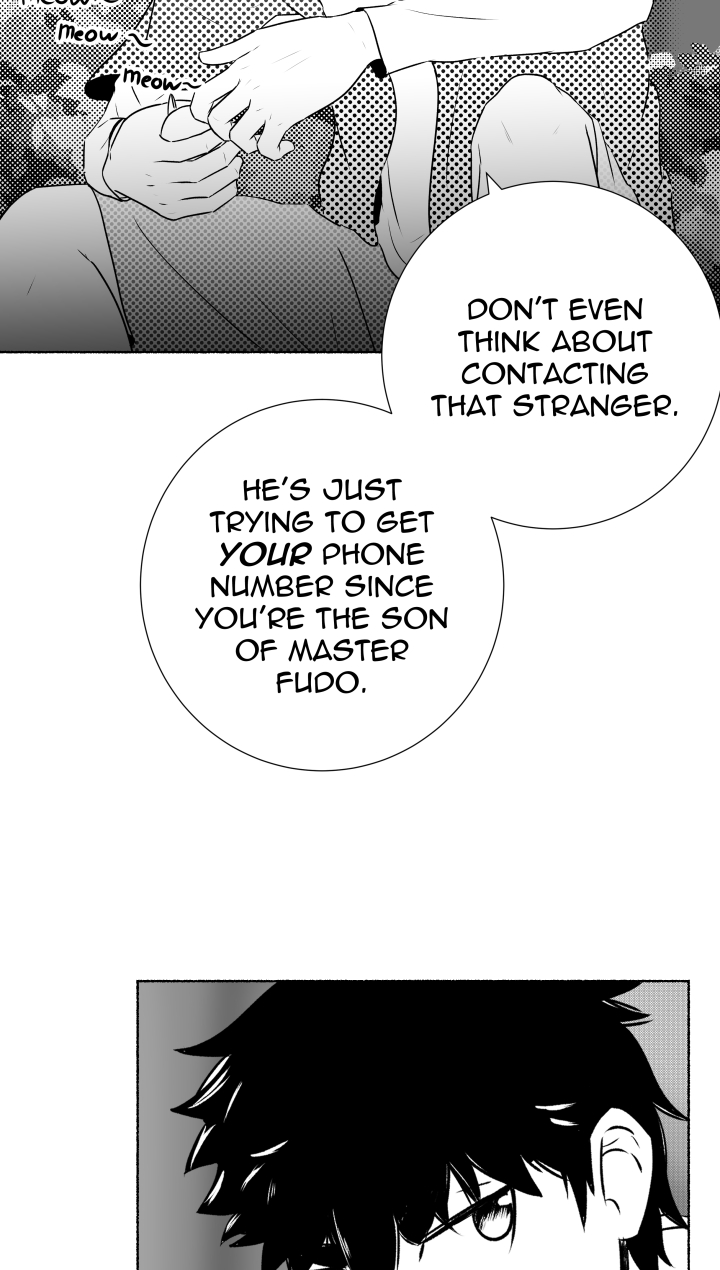 meow~
meow~
meow~
DON'T EVEN
THINK ABOUT
CONTACTING
THAT STRANGER.
HE'S JUST
TRYING TO GET
YOUR PHONE
NUMBER SINCE
YOU'RE THE SON
OF MASTER
FUDO.